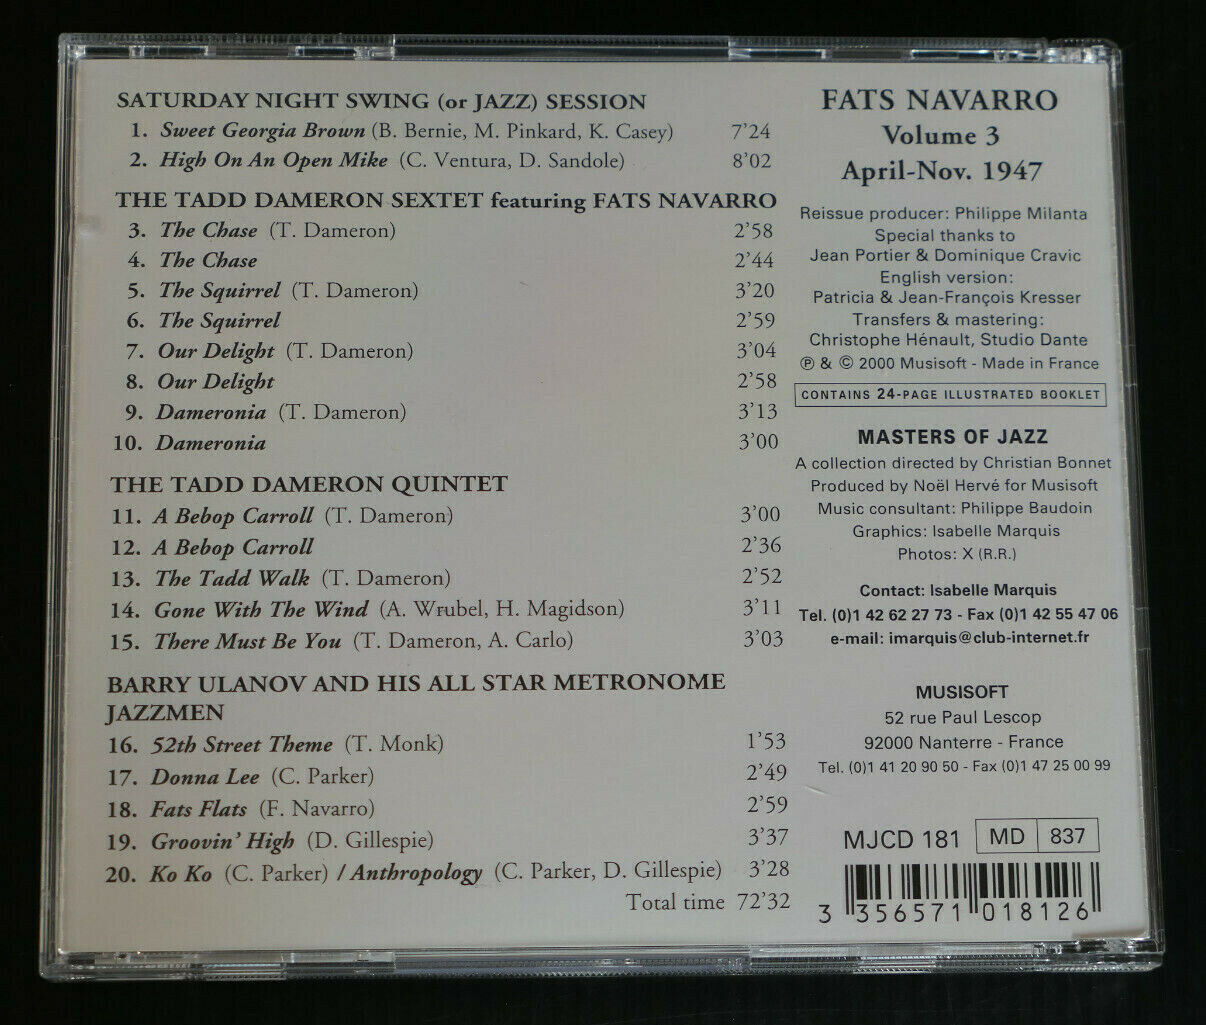 SATURDAY NIGHT SWING (or JAZZ) SESSION
1. Sweet Georgia Brown (B. Bernie, M. Pinkard, K. Casey) 7'24
2. High On An Open Mike (C. Ventura, D. Sandole) 8'02
THE TADD DAMERON SEXTET featuring FATS NAVARRO
3. The Chase (T. Dameron) 2'58
4. The Chase 2'44
5. The Squirrel (T. Dameron) 3'20
6. The Squirrel 2'59
7. Our Delight (T. Dameron) 3'04
8. Our Delight 2'58
9. Dameronia (T. Dameron) 3'13
10. Dameronia 3'00
THE TADD DAMERON QUINTET
11. A Bebop Carroll (T. Dameron) 3'00
12. A Bebop Carroll 2'36
13. The Tadd Walk (T. Dameron) 2'52
14. Gone With The Wind (A. Wrubel, H. Magidson) 3'11
15. There Must Be You (T. Dameron, A. Carlo) 3'03
BARRY ULANOV AND HIS ALL STAR METRONOME
JAZZMEN
16. 52th Street Theme (T. Monk) 1'53
17. Donna Lee (C. Parker) 2'49
18. Fats Flats (F. Navarro) 2'59
19. Groovin' High (D. Gillespie) 3'37
20. Ko Ko (C. Parker) / Anthropology (C. Parker, D. Gillespie) 3'28
Total time 72'32
FATS NAVARRO
Volume 3
April-Nov. 1947
Reissue producer: Philippe Milanta
Special thanks to
Jean Portier & Dominique Cravic
English version:
Patricia & Jean-François Kresser
Transfers & mastering:
Christophe Hénault, Studio Dante
℗ & © 2000 Musisoft - Made in France
CONTAINS 24-PAGE ILLUSTRATED BOOKLET
MASTERS OF JAZZ
A collection directed by Christian Bonnet
Produced by Noël Hervé for Musisoft
Music consultant: Philippe Baudoin
Graphics: Isabelle Marquis
Photos: X (R.R.)
Contact: Isabelle Marquis
Tel. (0)1 42 62 27 73 - Fax (0)1 42 55 47 06
e-mail: imarquis@club-internet.fr
MUSISOFT
52 rue Paul Lescop
92000 Nanterre - France
Tel. (0)1 41 20 90 50 - Fax (0)1 47 25 00 99
MJCD 181 MD 837
3 356571 018126